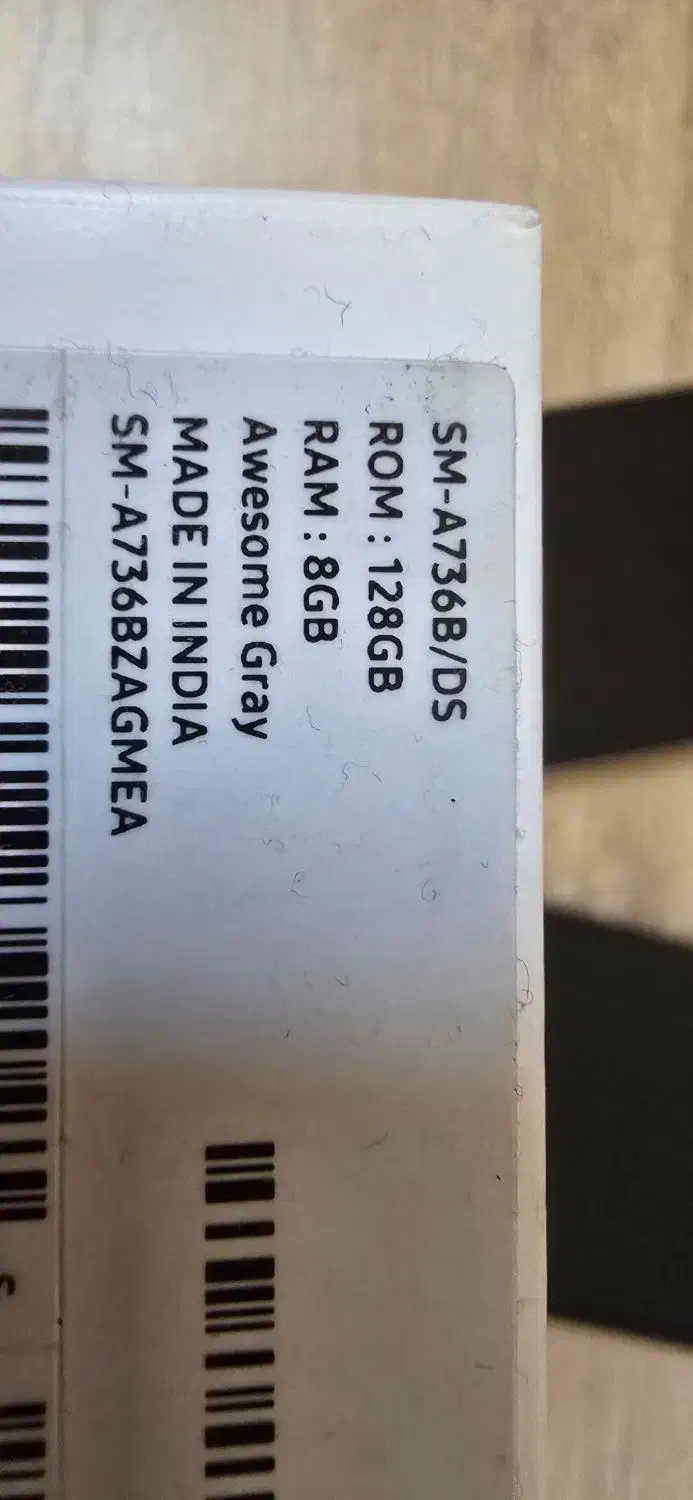 SM-A736B/DS
ROM : 128GB
RAM : 8GB
Awesome Gray
MADE IN INDIA
SM-A736BZAGMEA